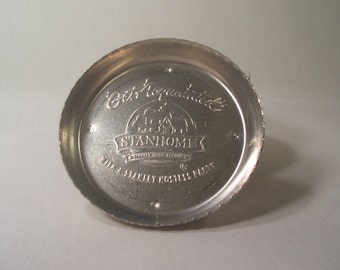 "Get Acquainted"
STANHOME
WITH A STANLEY HOSTESS PARTY